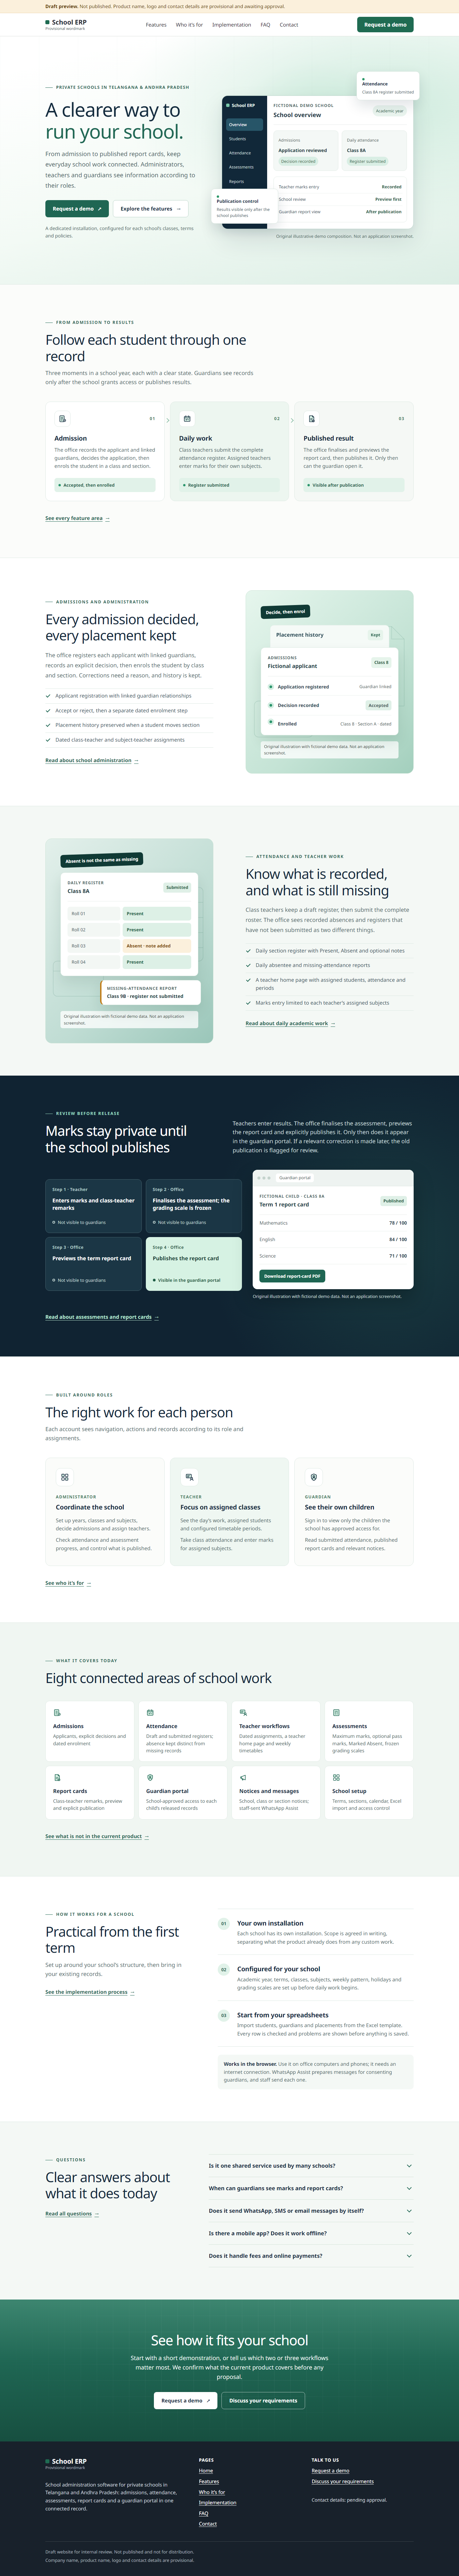 Draft preview. Not published. Product name, logo and contact details are provisional and awaiting approval.
School ERP
Provisional wordmark
Features Who it's for Implementation FAQ Contact
Request a demo
PRIVATE SCHOOLS IN TELANGANA & ANDHRA PRADESH
A clearer way to
run your school.
From admission to published report cards, keep
everyday school work connected. Administrators,
teachers and guardians see information according to
their roles.
Request a demo ↗
Explore the features →
A dedicated installation, configured for each school's classes, terms
and policies.
Attendance
Class 8A register submitted
School ERP
Overview
Students
Attendance
Assessments
Reports
FICTIONAL DEMO SCHOOL
School overview
Academic year
Admissions
Application reviewed
Decision recorded
Daily attendance
Class 8A
Register submitted
Teacher marks entry Recorded
School review Preview first
Guardian report view After publication
Publication control
Results visible only after the
school publishes
Original illustrative demo composition. Not an application screenshot.
FROM ADMISSION TO RESULTS
Follow each student through one
record
Three moments in a school year, each with a clear state. Guardians see records
only after the school grants access or publishes results.
01
Admission
The office records the applicant and linked
guardians, decides the application, then
enrols the student in a class and section.
Accepted, then enrolled
02
Daily work
Class teachers submit the complete
attendance register. Assigned teachers
enter marks for their own subjects.
Register submitted
03
Published result
The office finalises and previews the
report card, then publishes it. Only then
can the guardian open it.
Visible after publication
See every feature area →
ADMISSIONS AND ADMINISTRATION
Every admission decided,
every placement kept
The office registers each applicant with linked guardians,
records an explicit decision, then enrols the student by class
and section. Corrections need a reason, and history is kept.
Applicant registration with linked guardian relationships
Accept or reject, then a separate dated enrolment step
Placement history preserved when a student moves section
Dated class-teacher and subject-teacher assignments
Read about school administration →
Decide, then enrol
Placement history Kept
ADMISSIONS
Fictional applicant
Class 8
Application registered Guardian linked
Decision recorded Accepted
Enrolled Class 8 · Section A · dated
Original illustration with fictional demo data. Not an application
screenshot.
Absent is not the same as missing
DAILY REGISTER
Class 8A
Submitted
Roll 01 Present
Roll 02 Present
Roll 03 Absent · note added
Roll 04 Present
MISSING-ATTENDANCE REPORT
Class 9B · register not submitted
Original illustration with fictional demo data. Not an application
screenshot.
ATTENDANCE AND TEACHER WORK
Know what is recorded,
and what is still missing
Class teachers keep a draft register, then submit the complete
roster. The office sees recorded absences and registers that
have not been submitted as two different things.
Daily section register with Present, Absent and optional notes
Daily absentee and missing-attendance reports
A teacher home page with assigned students, attendance and
periods
Marks entry limited to each teacher's assigned subjects
Read about daily academic work →
REVIEW BEFORE RELEASE
Marks stay private until
the school publishes
Teachers enter results. The office finalises the assessment, previews
the report card and explicitly publishes it. Only then does it appear
in the guardian portal. If a relevant correction is made later, the old
publication is flagged for review.
Step 1 · Teacher
Enters marks and class-teacher
remarks
Not visible to guardians
Step 2 · Office
Finalises the assessment; the
grading scale is frozen
Not visible to guardians
Step 3 · Office
Previews the term report card
Not visible to guardians
Step 4 · Office
Publishes the report card
Visible in the guardian portal
Guardian portal
FICTIONAL CHILD · CLASS 8A
Term 1 report card
Published
Mathematics 78 / 100
English 84 / 100
Science 71 / 100
Download report-card PDF
Original illustration with fictional demo data. Not an application screenshot.
Read about assessments and report cards →
BUILT AROUND ROLES
The right work for each person
Each account sees navigation, actions and records according to its role and
assignments.
ADMINISTRATOR
Coordinate the school
Set up years, classes and subjects,
decide admissions and assign teachers.
Check attendance and assessment
progress, and control what is published.
TEACHER
Focus on assigned classes
See the day's work, assigned students
and configured timetable periods.
Take class attendance and enter marks
for assigned subjects.
GUARDIAN
See their own children
Sign in to view only the children the
school has approved access for.
Read submitted attendance, published
report cards and relevant notices.
See who it's for →
WHAT IT COVERS TODAY
Eight connected areas of school work
Admissions
Applicants, explicit decisions and
dated enrolment
Attendance
Draft and submitted registers;
absence kept distinct from
missing records
Teacher workflows
Dated assignments, a teacher
home page and weekly
timetables
Assessments
Maximum marks, optional pass
marks, Marked Absent, frozen
grading scales
Report cards
Class-teacher remarks, preview
and explicit publication
Guardian portal
School-approved access to each
child's released records
Notices and messages
School, class or section notices;
staff-sent WhatsApp Assist
School setup
Terms, sections, calendar, Excel
import and access control
See what is not in the current product →
HOW IT WORKS FOR A SCHOOL
Practical from the first
term
Set up around your school's structure, then bring in
your existing records.
See the implementation process →
01
Your own installation
Each school has its own installation. Scope is agreed in writing,
separating what the product already does from any custom work.
02
Configured for your school
Academic year, terms, classes, subjects, weekly pattern, holidays and
grading scales are set up before daily work begins.
03
Start from your spreadsheets
Import students, guardians and placements from the Excel template.
Every row is checked and problems are shown before anything is saved.
Works in the browser. Use it on office computers and phones; it needs an
internet connection. WhatsApp Assist prepares messages for consenting
guardians, and staff send each one.
QUESTIONS
Clear answers about
what it does today
Read all questions →
Is it one shared service used by many schools?
When can guardians see marks and report cards?
Does it send WhatsApp, SMS or email messages by itself?
Is there a mobile app? Does it work offline?
Does it handle fees and online payments?
See how it fits your school
Start with a short demonstration, or tell us which two or three workflows
matter most. We confirm what the current product covers before any
proposal.
Request a demo ↗
Discuss your requirements
School ERP
Provisional wordmark
School administration software for private schools in
Telangana and Andhra Pradesh: admissions, attendance,
assessments, report cards and a guardian portal in one
connected record.
PAGES
Home
Features
Who it's for
Implementation
FAQ
Contact
TALK TO US
Request a demo
Discuss your requirements
Contact details: pending approval.
Draft website for internal review. Not published and not for distribution.
Company name, product name, logo and contact details are provisional.